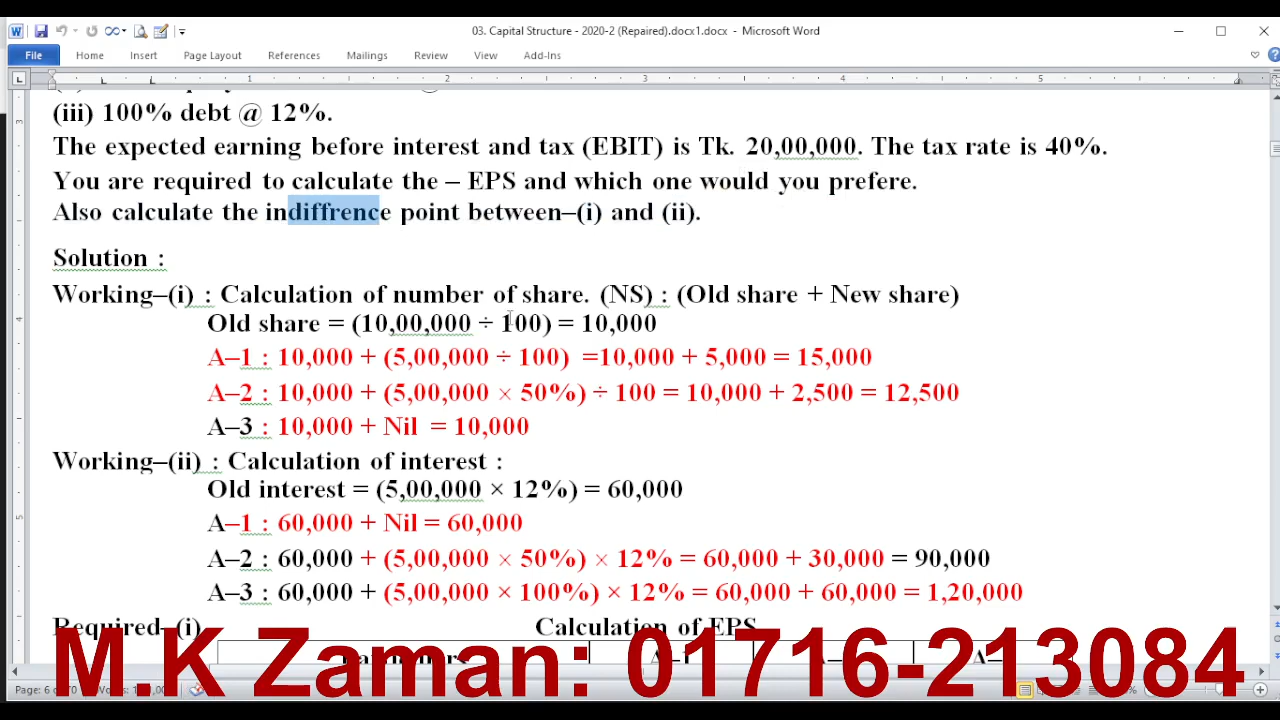 03. Capital Structure - 2020-2 (Repaired).docx1.docx - Microsoft Word
File Home Insert Page Layout References Mailings Review View Add-Ins
1 2 3 4 5
(iii) 100% debt @ 12%.
The expected earning before interest and tax (EBIT) is Tk. 20,00,000. The tax rate is 40%.
You are required to calculate the – EPS and which one would you prefere.
Also calculate the indiffrence point between–(i) and (ii).
Solution :
Working–(i) : Calculation of number of share. (NS) : (Old share + New share)
Old share = (10,00,000 ÷ 100) = 10,000
A–1 : 10,000 + (5,00,000 ÷ 100) =10,000 + 5,000 = 15,000
A–2 : 10,000 + (5,00,000 × 50%) ÷ 100 = 10,000 + 2,500 = 12,500
A–3 : 10,000 + Nil = 10,000
Working–(ii) : Calculation of interest :
Old interest = (5,00,000 × 12%) = 60,000
A–1 : 60,000 + Nil = 60,000
A–2 : 60,000 + (5,00,000 × 50%) × 12% = 60,000 + 30,000 = 90,000
A–3 : 60,000 + (5,00,000 × 100%) × 12% = 60,000 + 60,000 = 1,20,000
Required–(i) Calculation of EPS
M.K Zaman: 01716-213084